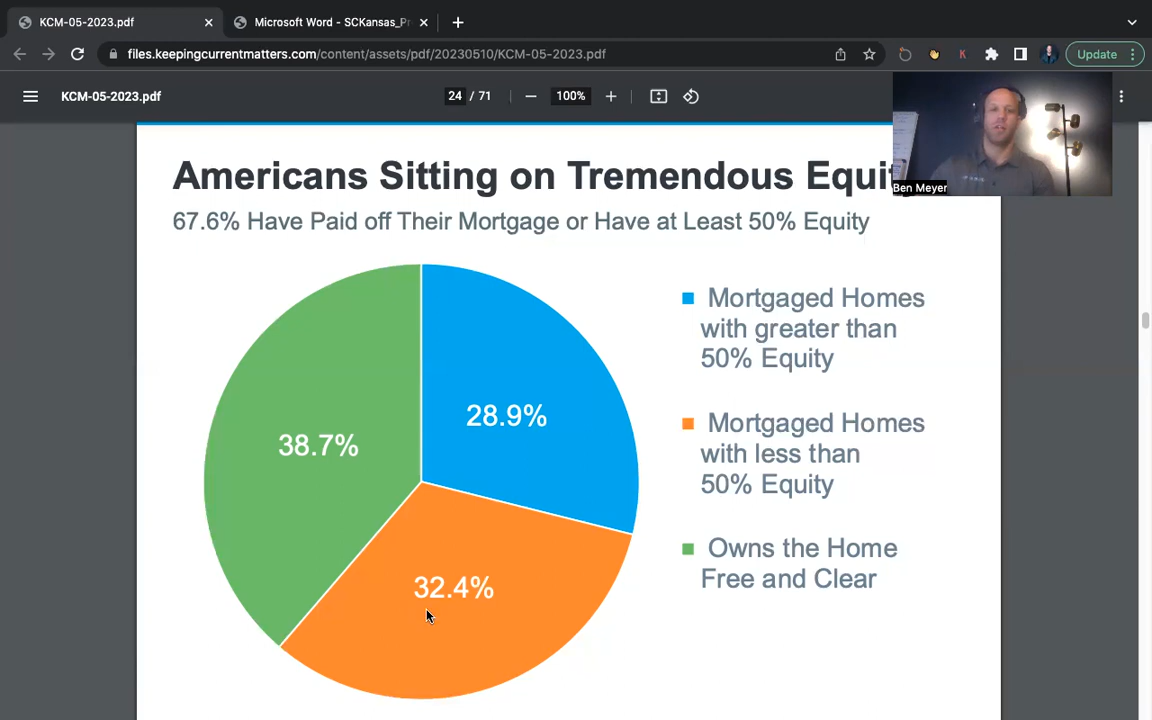 KCM-05-2023.pdf
Microsoft Word - SCKansas_Pr
files.keepingcurrentmatters.com/content/assets/pdf/20230510/KCM-05-2023.pdf
K
Update
KCM-05-2023.pdf
24 / 71
100%
Ben Meyer
Americans Sitting on Tremendous Equi
67.6% Have Paid off Their Mortgage or Have at Least 50% Equity
28.9%
38.7%
32.4%
Mortgaged Homes
with greater than
50% Equity
Mortgaged Homes
with less than
50% Equity
Owns the Home
Free and Clear